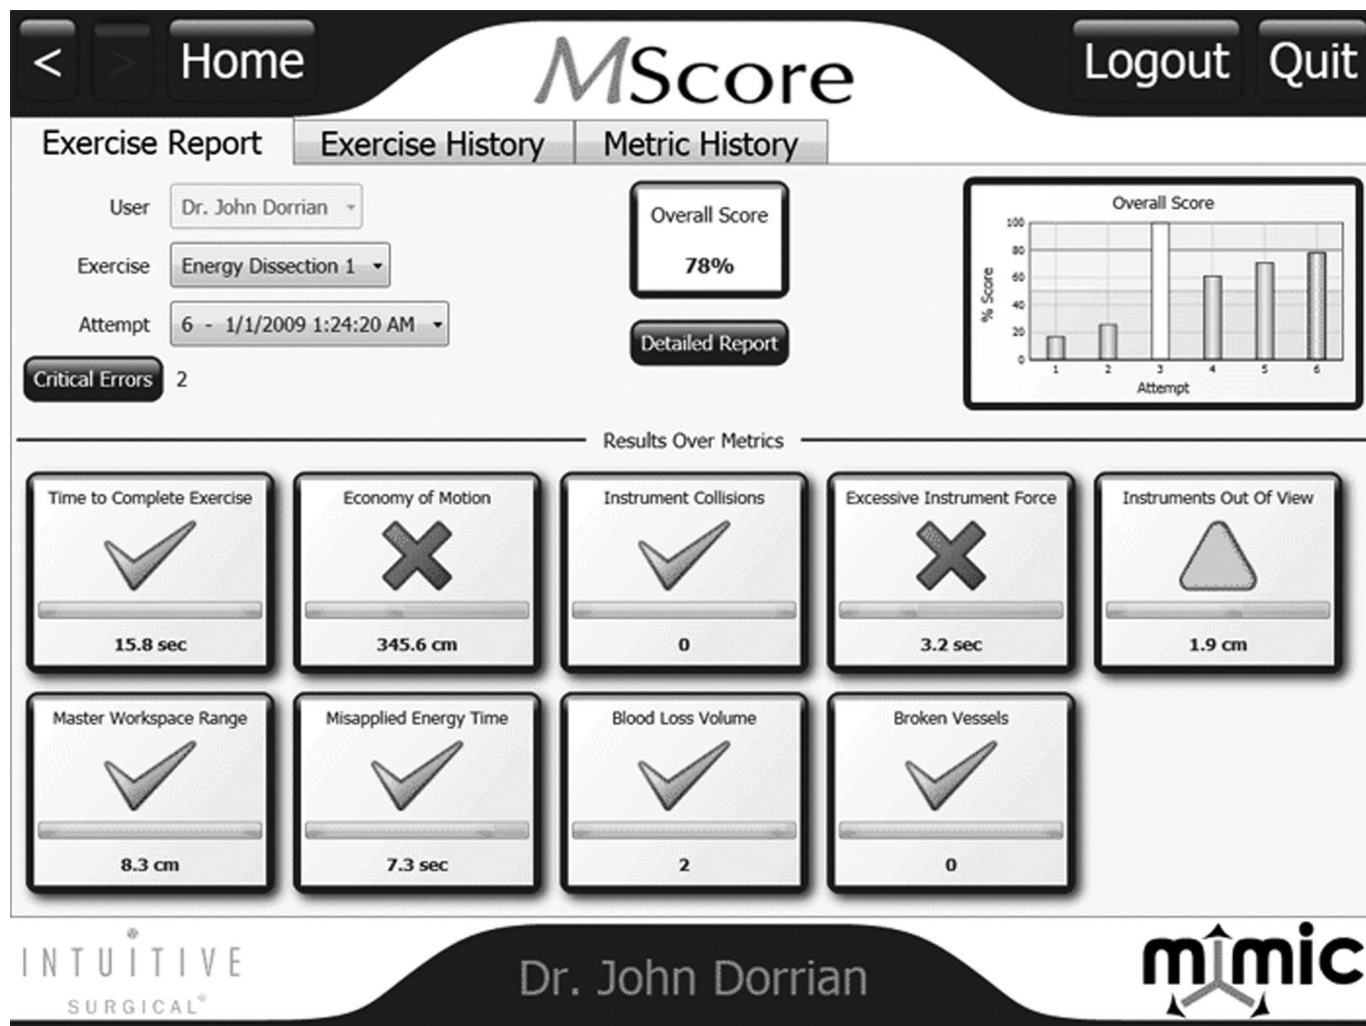 < > Home MScore Logout Quit
Exercise Report Exercise History Metric History
User Dr. John Dorrian
Exercise Energy Dissection 1
Attempt 6 - 1/1/2009 1:24:20 AM
Critical Errors 2
Overall Score
78%
Detailed Report
Overall Score
% Score
100
80
60
40
20
0
1 2 3 4 5 6
Attempt
Results Over Metrics
Time to Complete Exercise
15.8 sec
Economy of Motion
345.6 cm
Instrument Collisions
0
Excessive Instrument Force
3.2 sec
Instruments Out Of View
1.9 cm
Master Workspace Range
8.3 cm
Misapplied Energy Time
7.3 sec
Blood Loss Volume
2
Broken Vessels
0
INTUITIVE
SURGICAL®
Dr. John Dorrian
mimic